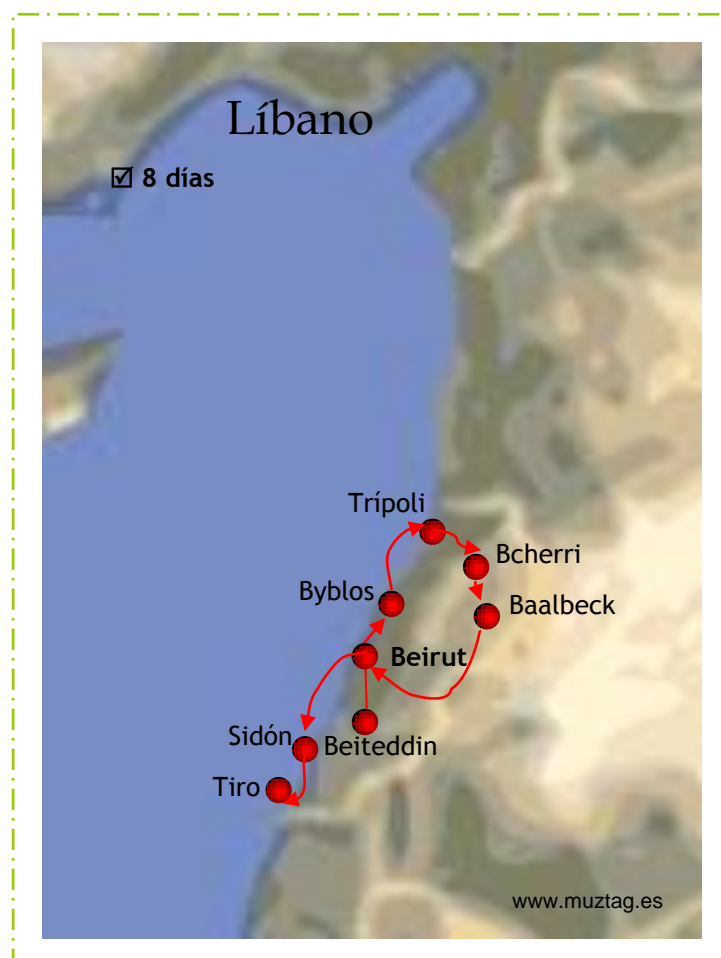 Líbano
☑ 8 días
Trípoli
Bcherri
Byblos
Baalbeck
Beirut
Sidón
Beiteddin
Tiro
www.muztag.es